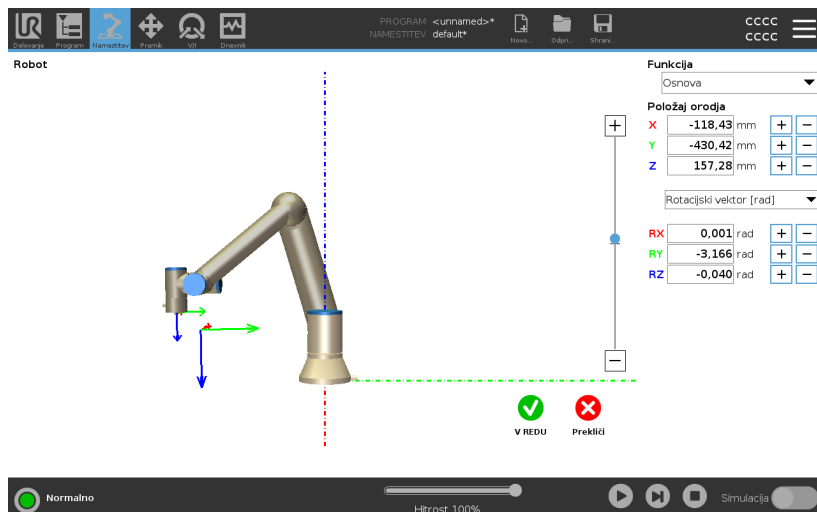 UR
PROGRAM <unnamed>*
NAMESTITEV default*
cccc
cccc
Delovanje Program Namestitev Premik V/I Dnevnik Novo... Odpri... Shrani...
Robot
Funkcija
Osnova
Položaj orodja
X -118,43 mm + −
Y -430,42 mm + −
Z 157,28 mm + −
Rotacijski vektor [rad]
RX 0,001 rad + −
RY -3,166 rad + −
RZ -0,040 rad + −
+
−
V REDU Prekliči
Normalno
Hitrost 100%
Simulacija